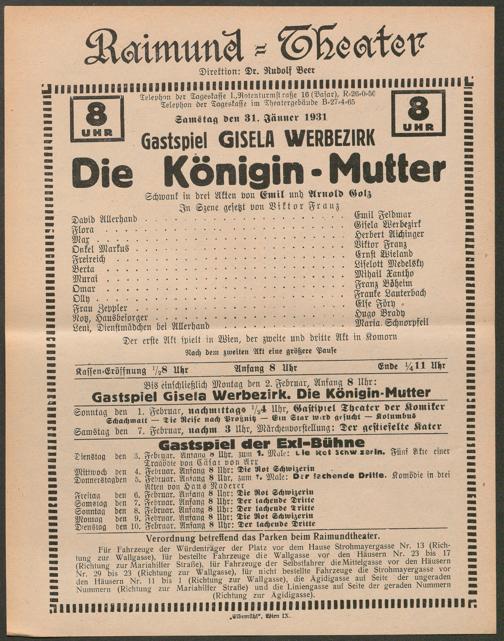 Raimund-Theater
Direktion: Dr. Rudolf Beer
Telephon der Tageskasse I., Rotenturmstraße 16 (Basar), R-26-0-56
Telephon der Tageskasse im Theatergebäude B-27-4-65
8 UHR
8 UHR
Samstag den 31. Jänner 1931
Gastspiel GISELA WERBEZIRK
Die Königin-Mutter
Schwank in drei Akten von Emil und Arnold Golz
In Szene gesetzt von Viktor Franz
David Allerhand . . . Emil Feldmar
Flora . . . Gisela Werbezirk
Max . . . Herbert Aichinger
Onkel Markus . . . Viktor Franz
Freireich . . . Ernst Wieland
Berta . . . Liselott Medelsky
Murai . . . Mihail Xantho
Omar . . . Franz Böheim
Olly . . . Franke Lauterbach
Frau Zeppler . . . Else Föry
Notz, Hausbesorger . . . Hugo Brady
Leni, Dienstmädchen bei Allerhand . . . Maria Schnorpfeil
Der erste Akt spielt in Wien, der zweite und dritte Akt in Komorn
Nach dem zweiten Akt eine größere Pause
Kassen-Eröffnung ½8 Uhr Anfang 8 Uhr Ende ¼11 Uhr
Bis einschließlich Montag den 2. Februar, Anfang 8 Uhr:
Gastspiel Gisela Werbezirk. Die Königin-Mutter
Sonntag den 1. Februar, nachmittags ¼4 Uhr, Gastspiel Theater der Komiker
Schachmatt — Die Reise nach Proßnitz — Ein Star wird gesucht — Kolumbus
Samstag den 7. Februar, nachm 3 Uhr, Märchenvorstellung: Der gestiefelte Kater
Gastspiel der Exl-Bühne
Dienstag den 3. Februar. Anfang 8 Uhr, zum 1. Male: Die Rot Schwizerin. Fünf Akte einer
Tragödie von Cäsar von Arx
Mittwoch den 4. Februar, Anfang 8 Uhr: Die Rot Schwizerin
Donnerstag den 5. Februar, Anfang 8 Uhr, zum 1. Male: Der lachende Dritte. Komödie in drei
Akten von Hans Naderer
Freitag den 6. Februar, Anfang 8 Uhr: Die Rot Schwizerin
Samstag den 7. Februar, Anfang 8 Uhr: Der lachende Dritte
Sonntag den 8. Februar, Anfang 8 Uhr: Der lachende Dritte
Montag den 9. Februar, Anfang 8 Uhr: Die Rot Schwizerin
Dienstag den 10. Februar, Anfang 8 Uhr: Der lachende Dritte
Verordnung betreffend das Parken beim Raimundtheater.
Für Fahrzeuge der Würdenträger der Platz vor dem Hause Strohmayergasse Nr. 13 (Rich-
tung zur Wallgasse), für bestellte Fahrzeuge die Wallgasse vor den Häusern Nr. 23 bis 17
(Richtung zur Mariahilfer Straße), für Fahrzeuge der Selbstfahrer die Mittelgasse vor den Häusern
Nr. 29 bis 23 (Richtung zur Wallgasse), für nicht bestellte Fahrzeuge die Strohmayergasse vor
den Häusern Nr. 11 bis 1 (Richtung zur Wallgasse), die Ägidigasse auf Seite der ungeraden
Nummern (Richtung zur Mariahilfer Straße) und die Liniengasse auf Seite der geraden Nummern
(Richtung zur Ägidigasse).
„Elbemühl“, Wien IX.